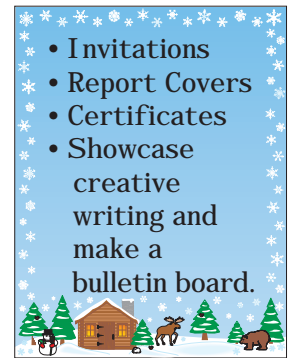 • Invitations
• Report Covers
• Certificates
• Showcase
creative
writing and
make a
bulletin board.